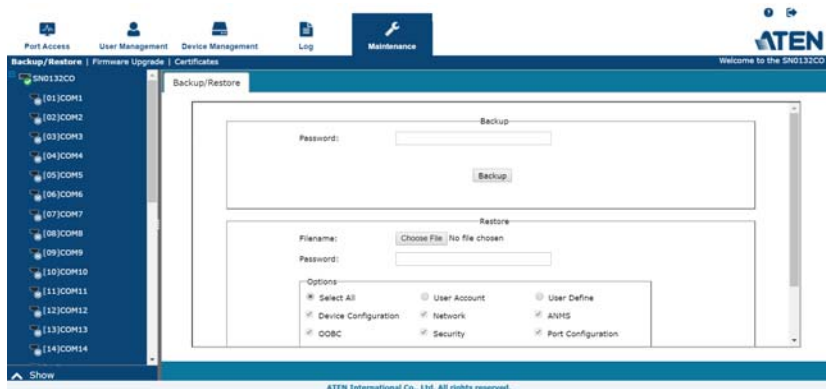 ATEN
Port Access
User Management
Device Management
Log
Maintenance
Backup/Restore | Firmware Upgrade | Certificates
Welcome to the SN0132CO
SN0132CO
[01]COM1
[02]COM2
[03]COM3
[04]COM4
[05]COM5
[06]COM6
[07]COM7
[08]COM8
[09]COM9
[10]COM10
[11]COM11
[12]COM12
[13]COM13
[14]COM14
Show
Backup/Restore
Backup
Password:
Backup
Restore
Filename: Choose File No file chosen
Password:
Options
Select All User Account User Define
Device Configuration Network ANMS
OOBC Security Port Configuration
ATEN International Co., Ltd. All rights reserved.